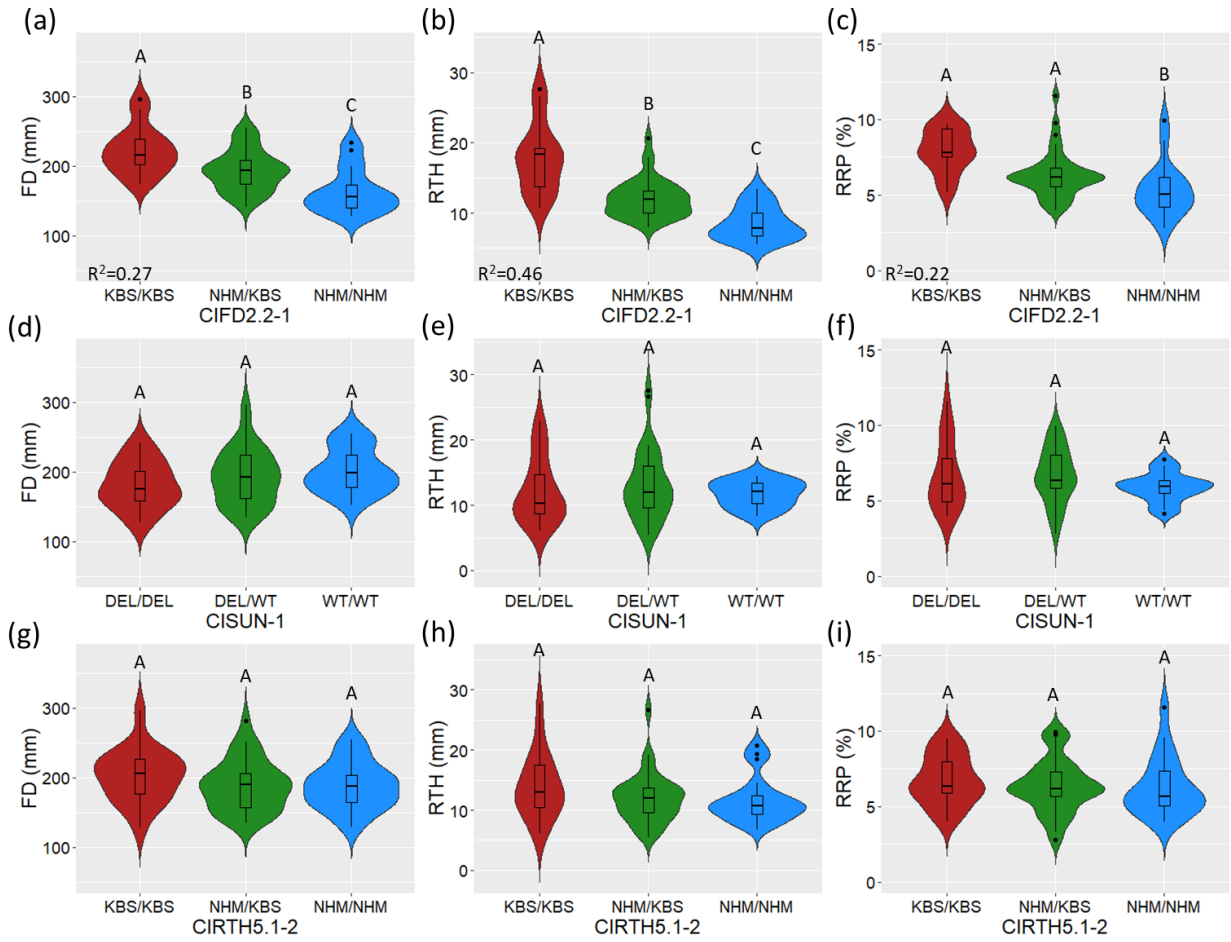 (a)
(b)
(c)
A
B
C
FD (mm)
300
200
100
R²=0.27
KBS/KBS NHM/KBS NHM/NHM
CIFD2.2-1
A
B
C
RTH (mm)
30
20
10
R²=0.46
KBS/KBS NHM/KBS NHM/NHM
CIFD2.2-1
A
A
B
RRP (%)
15
10
5
0
R²=0.22
KBS/KBS NHM/KBS NHM/NHM
CIFD2.2-1
(d)
(e)
(f)
A
A
A
FD (mm)
300
200
100
DEL/DEL DEL/WT WT/WT
CISUN-1
A
A
A
RTH (mm)
30
20
10
0
DEL/DEL DEL/WT WT/WT
CISUN-1
A
A
A
RRP (%)
15
10
5
0
DEL/DEL DEL/WT WT/WT
CISUN-1
(g)
(h)
(i)
A
A
A
FD (mm)
300
200
100
KBS/KBS NHM/KBS NHM/NHM
CIRTH5.1-2
A
A
A
RTH (mm)
30
20
10
0
KBS/KBS NHM/KBS NHM/NHM
CIRTH5.1-2
A
A
A
RRP (%)
15
10
5
0
KBS/KBS NHM/KBS NHM/NHM
CIRTH5.1-2